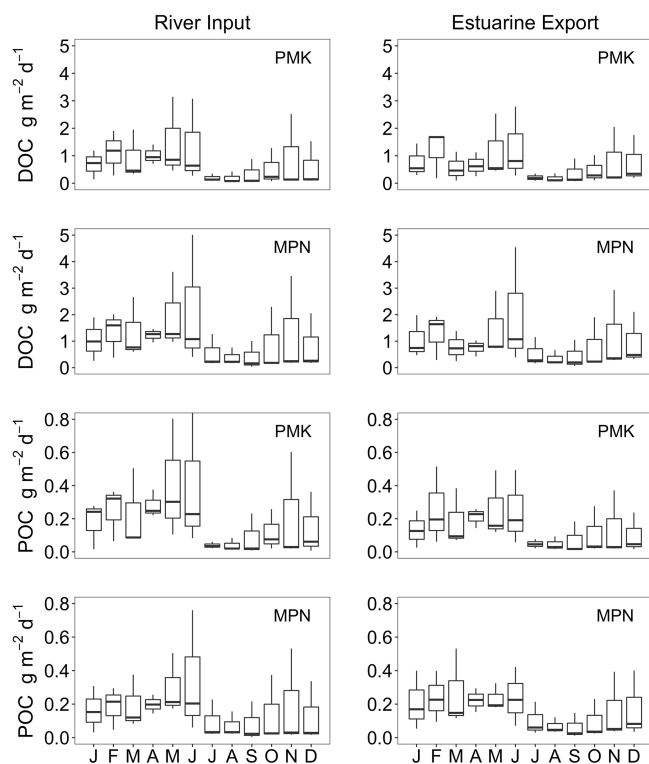 River Input Estuarine Export
DOC g m⁻² d⁻¹
5
4
3
2
1
0
PMK
5
4
3
2
1
0
PMK
DOC g m⁻² d⁻¹
5
4
3
2
1
0
MPN
5
4
3
2
1
0
MPN
POC g m⁻² d⁻¹
0.8
0.6
0.4
0.2
0.0
PMK
0.8
0.6
0.4
0.2
0.0
PMK
POC g m⁻² d⁻¹
0.8
0.6
0.4
0.2
0.0
MPN
0.8
0.6
0.4
0.2
0.0
MPN
J F M A M J J A S O N D
J F M A M J J A S O N D